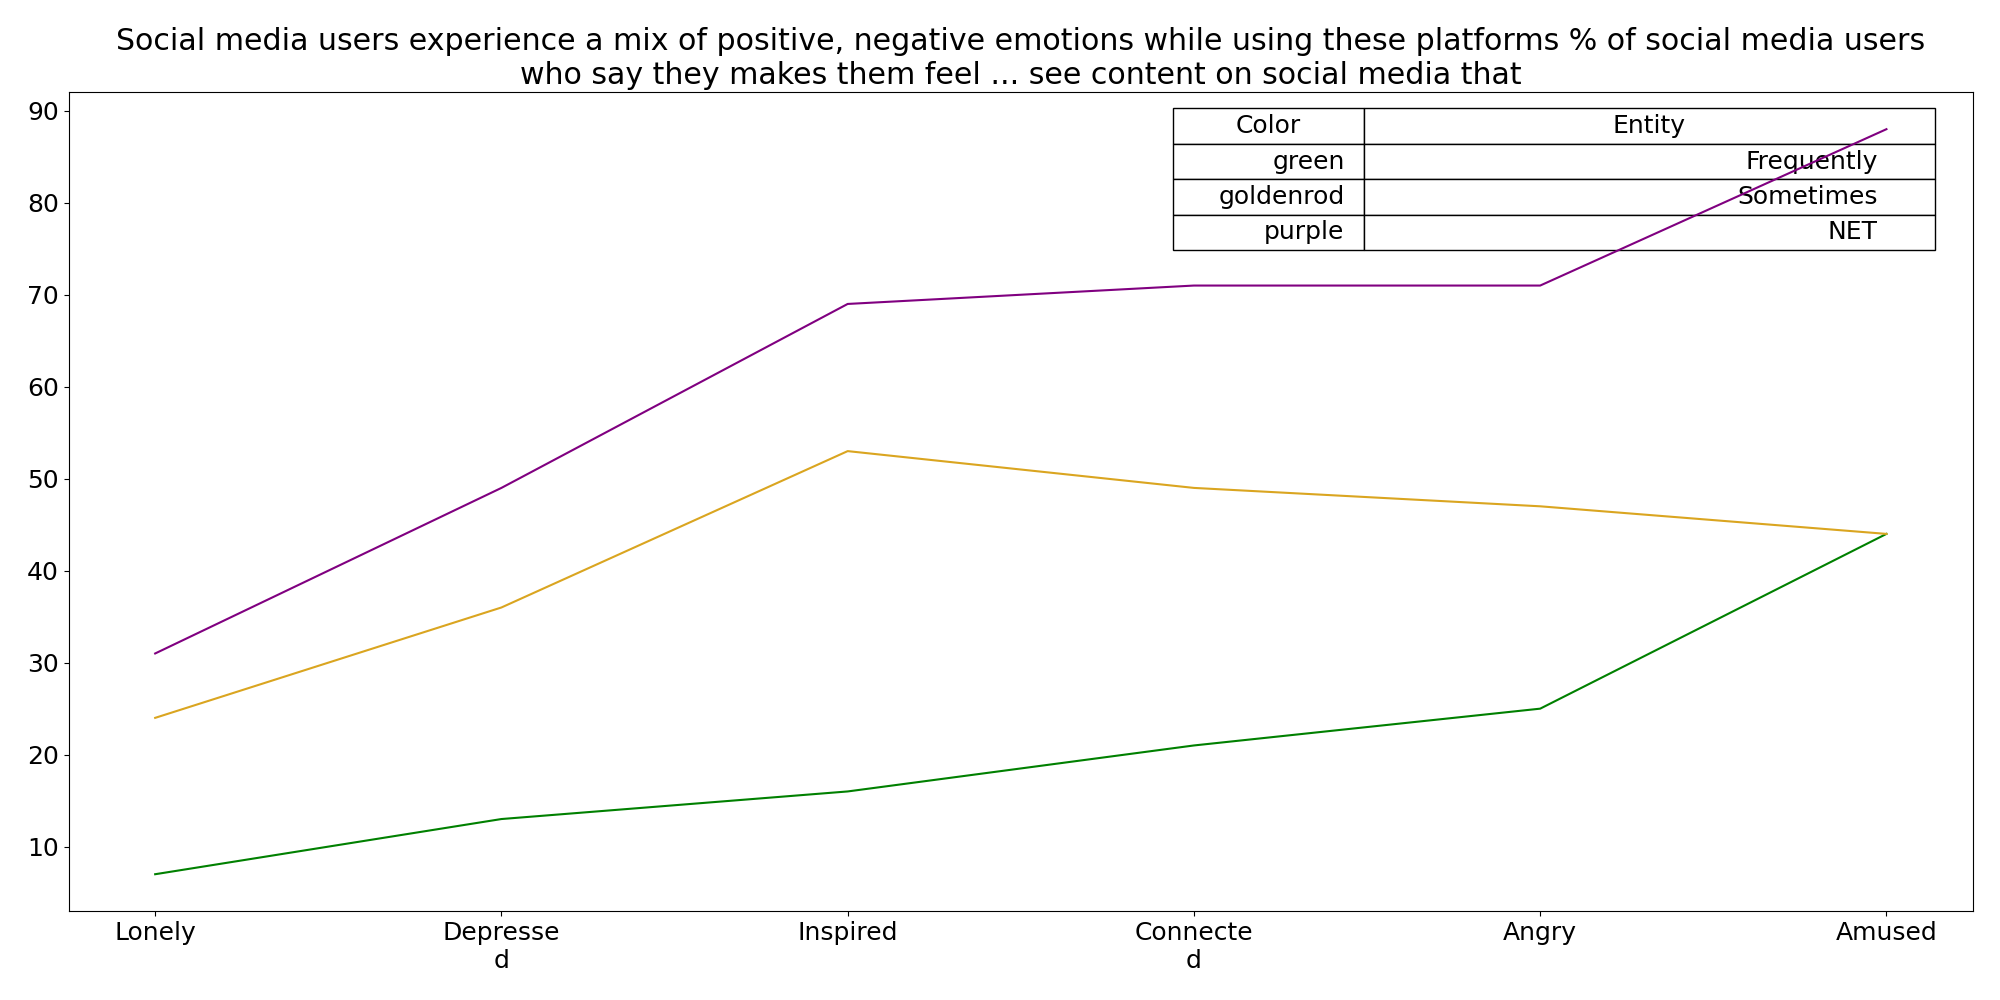 Social media users experience a mix of positive, negative emotions while using these platforms % of social media users
who say they makes them feel ... see content on social media that
90
80
70
60
50
40
30
20
10
Color Entity
green Frequently
goldenrod Sometimes
purple NET
Lonely Depresse Inspired Connecte Angry Amused
d d